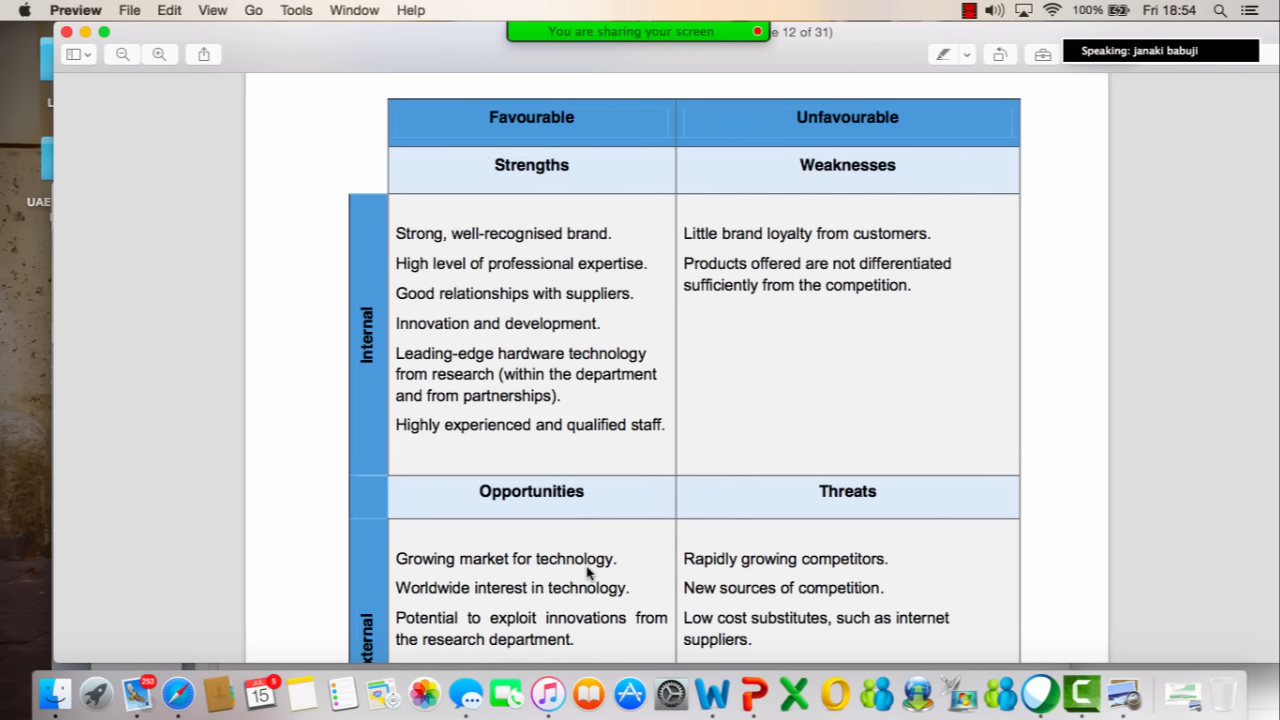 Preview File Edit View Go Tools Window Help
100% Fri 18:54
You are sharing your screen
e 12 of 31)
Speaking: janaki babuji
L
UAE
Favourable
Unfavourable
Strengths
Weaknesses
Internal
Strong, well-recognised brand.
High level of professional expertise.
Good relationships with suppliers.
Innovation and development.
Leading-edge hardware technology
from research (within the department
and from partnerships).
Highly experienced and qualified staff.
Little brand loyalty from customers.
Products offered are not differentiated
sufficiently from the competition.
Opportunities
Threats
xternal
Growing market for technology.
Worldwide interest in technology.
Potential to exploit innovations from
the research department.
Rapidly growing competitors.
New sources of competition.
Low cost substitutes, such as internet
suppliers.
253
JUL
15
5